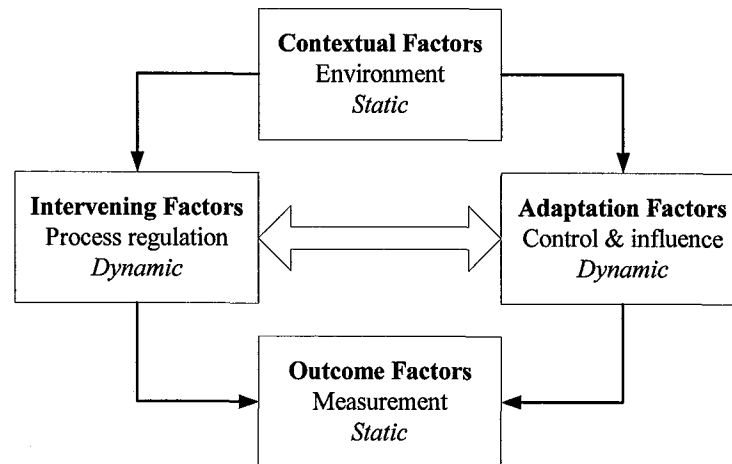 Contextual Factors
Environment
Static
Intervening Factors
Process regulation
Dynamic
Adaptation Factors
Control & influence
Dynamic
Outcome Factors
Measurement
Static